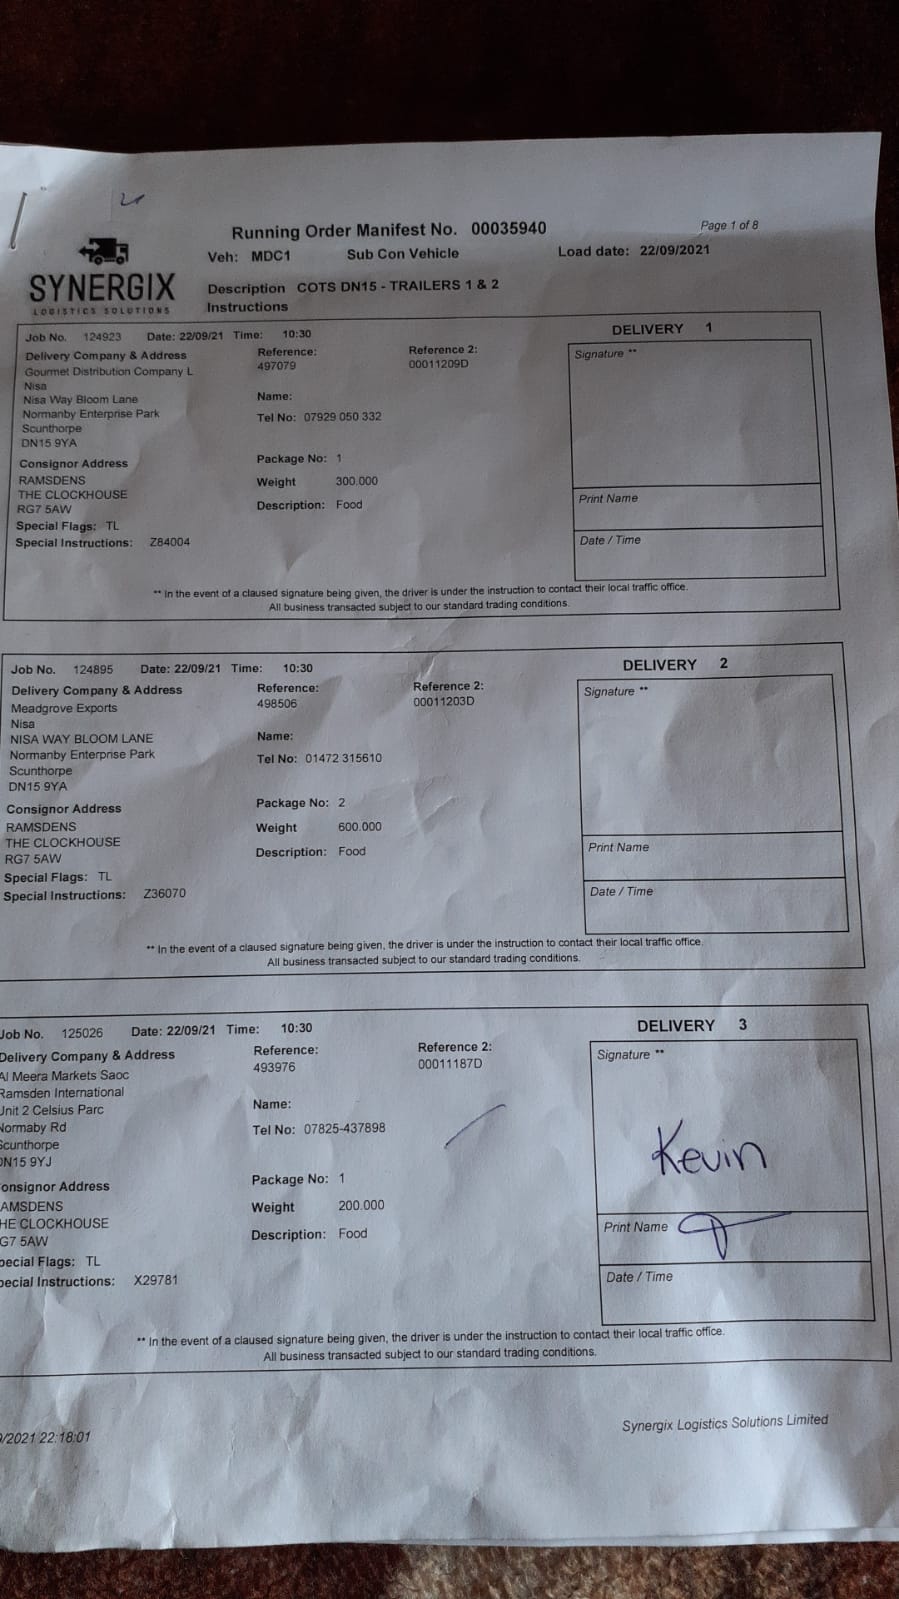 Running Order Manifest No. 00035940
Page 1 of 8
Veh: MDC1 Sub Con Vehicle Load date: 22/09/2021
SYNERGIX
LOGISTICS SOLUTIONS
Description COTS DN15 - TRAILERS 1 & 2
Instructions
Job No. 124923 Date: 22/09/21 Time: 10:30 DELIVERY 1
Delivery Company & Address Reference: Reference 2: Signature **
Gourmet Distribution Company L 497079 00011209D
Nisa
Nisa Way Bloom Lane Name:
Normanby Enterprise Park Tel No: 07929 050 332
Scunthorpe
DN15 9YA
Consignor Address Package No: 1
RAMSDENS Weight 300.000
THE CLOCKHOUSE Print Name
RG7 5AW Description: Food
Special Flags: TL
Special Instructions: Z84004 Date / Time
** In the event of a claused signature being given, the driver is under the instruction to contact their local traffic office.
All business transacted subject to our standard trading conditions.
Job No. 124895 Date: 22/09/21 Time: 10:30 DELIVERY 2
Delivery Company & Address Reference: Reference 2: Signature **
Meadgrove Exports 498506 00011203D
Nisa
NISA WAY BLOOM LANE Name:
Normanby Enterprise Park Tel No: 01472 315610
Scunthorpe
DN15 9YA
Consignor Address Package No: 2
RAMSDENS Weight 600.000
THE CLOCKHOUSE Print Name
RG7 5AW Description: Food
Special Flags: TL
Special Instructions: Z36070 Date / Time
** In the event of a claused signature being given, the driver is under the instruction to contact their local traffic office.
All business transacted subject to our standard trading conditions.
Job No. 125026 Date: 22/09/21 Time: 10:30 DELIVERY 3
Delivery Company & Address Reference: Reference 2: Signature **
Al Meera Markets Saoc 493976 00011187D
Ramsden International
Unit 2 Celsius Parc Name:
Normaby Rd Tel No: 07825-437898
Scunthorpe
DN15 9YJ Kevin
onsignor Address Package No: 1
AMSDENS Weight 200.000
HE CLOCKHOUSE Print Name
G7 5AW Description: Food
pecial Flags: TL
pecial Instructions: X29781 Date / Time
** In the event of a claused signature being given, the driver is under the instruction to contact their local traffic office.
All business transacted subject to our standard trading conditions.
/2021 22:18:01 Synergix Logistics Solutions Limited